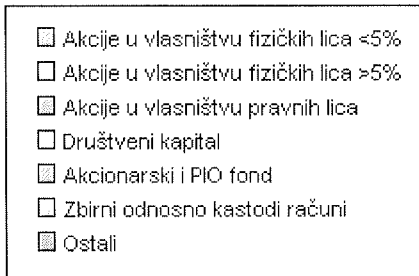 Akcije u vlasništvu fizičkih lica <5%
Akcije u vlasništvu fizičkih lica >5%
Akcije u vlasništvu pravnih lica
Društveni kapital
Akcionarski i PIO fond
Zbirni odnosno kastodi računi
Ostali